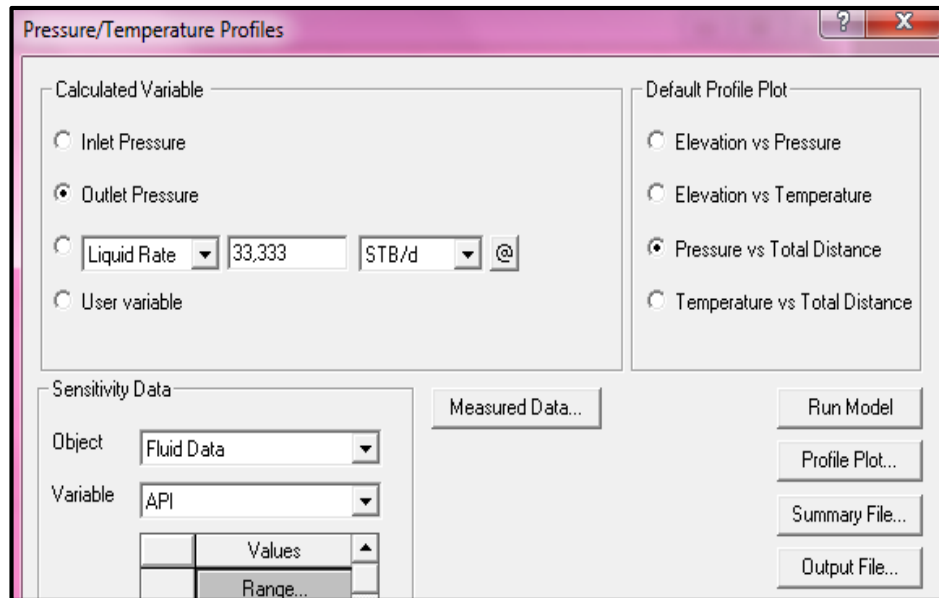 Pressure/Temperature Profiles ? X
Calculated Variable
Inlet Pressure
Outlet Pressure
Liquid Rate 33,333 STB/d @
User variable
Default Profile Plot
Elevation vs Pressure
Elevation vs Temperature
Pressure vs Total Distance
Temperature vs Total Distance
Sensitivity Data
Object Fluid Data
Variable API
Values
Range...
Measured Data...
Run Model
Profile Plot...
Summary File...
Output File...